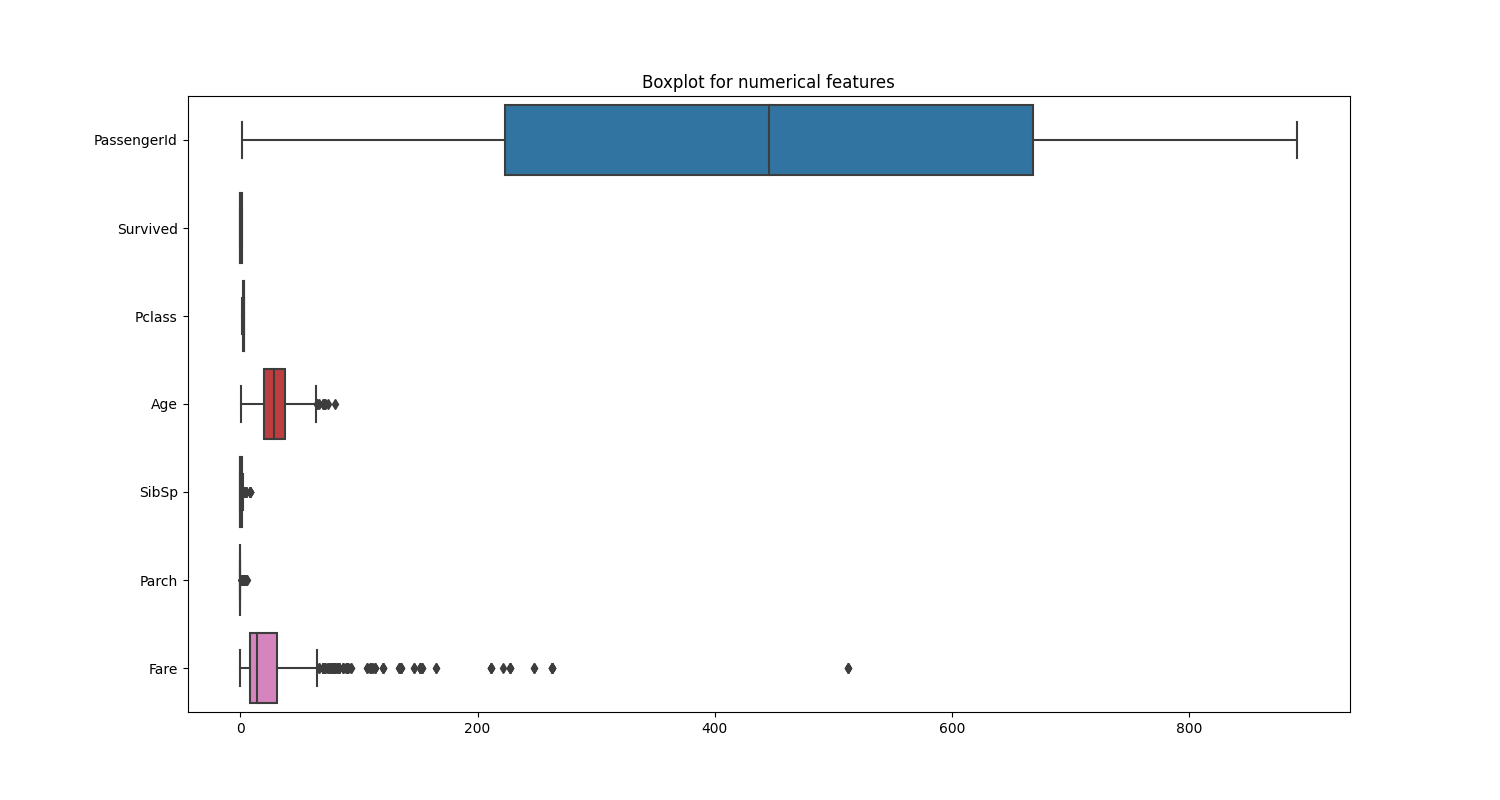 Boxplot for numerical features
PassengerId
Survived
Pclass
Age
SibSp
Parch
Fare
0 200 400 600 800